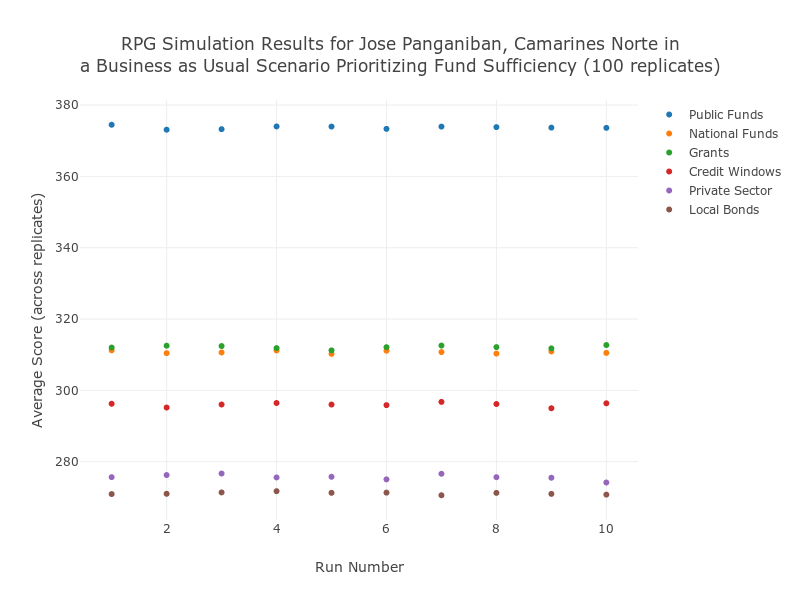 RPG Simulation Results for Jose Panganiban, Camarines Norte in
a Business as Usual Scenario Prioritizing Fund Sufficiency (100 replicates)
380
360
340
320
300
280
Average Score (across replicates)
2
4
6
8
10
Run Number
Public Funds
National Funds
Grants
Credit Windows
Private Sector
Local Bonds